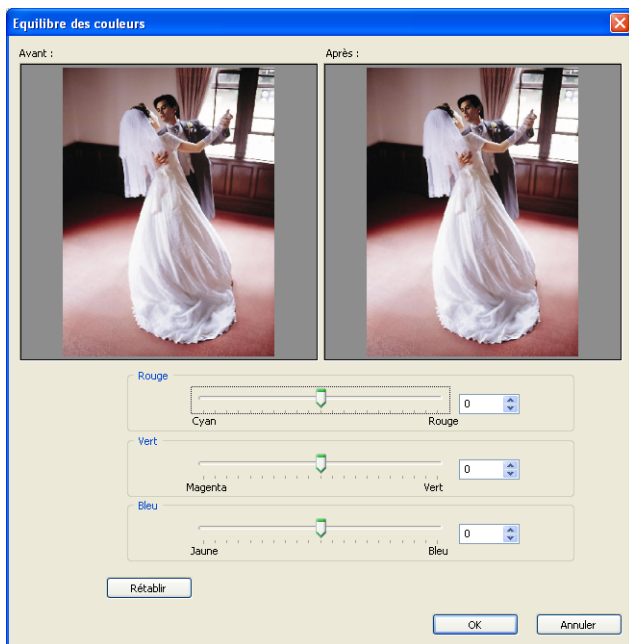 Equilibre des couleurs
Avant :
Après :
Rouge
0
Cyan
Rouge
Vert
0
Magenta
Vert
Bleu
0
Jaune
Bleu
Rétablir
OK
Annuler